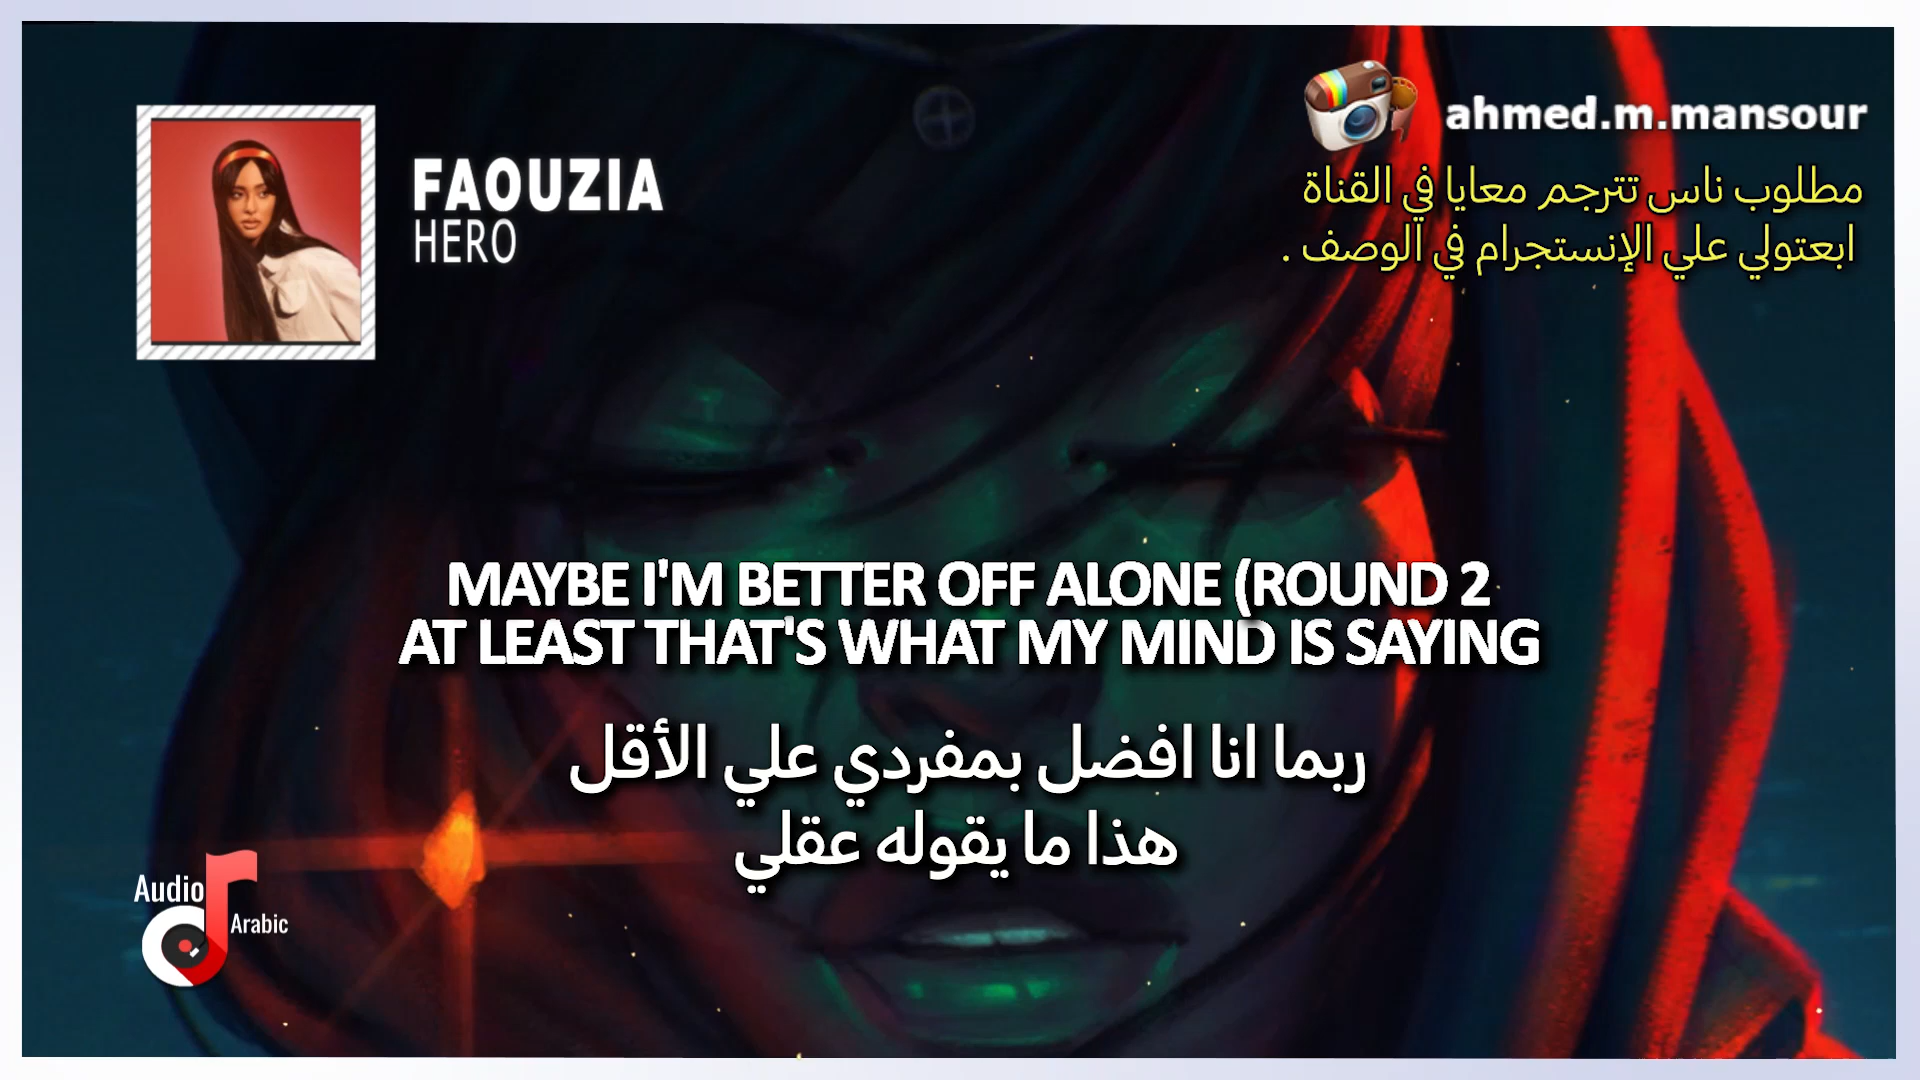 FAOUZIA
HERO
ahmed.m.mansour
مطلوب ناس تترجم معايا في القناة
ابعتولي علي الإنستجرام في الوصف .
MAYBE I'M BETTER OFF ALONE (ROUND 2
AT LEAST THAT'S WHAT MY MIND IS SAYING
ربما انا افضل بمفردي علي الأقل
هذا ما يقوله عقلي
Audio
Arabic